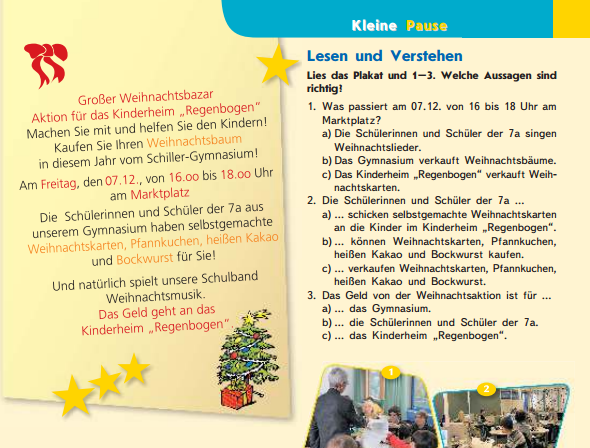 Kleine Pause
Großer Weihnachtsbazar
Aktion für das Kinderheim „Regenbogen“
Machen Sie mit und helfen Sie den Kindern!
Kaufen Sie Ihren Weihnachtsbaum
in diesem Jahr vom Schiller-Gymnasium!
Am Freitag, den 07.12., von 16.00 bis 18.00 Uhr
am Marktplatz
Die Schülerinnen und Schüler der 7a aus
unserem Gymnasium haben selbstgemachte
Weihnachtskarten, Pfannkuchen, heißen Kakao
und Bockwurst für Sie!
Und natürlich spielt unsere Schulband
Weihnachtsmusik.
Das Geld geht an das
Kinderheim „Regenbogen“.
Lesen und Verstehen
Lies das Plakat und 1–3. Welche Aussagen sind
richtig!
1. Was passiert am 07.12. von 16 bis 18 Uhr am
Marktplatz?
a) Die Schülerinnen und Schüler der 7a singen
Weihnachtslieder.
b) Das Gymnasium verkauft Weihnachtsbäume.
c) Das Kinderheim „Regenbogen“ verkauft Weih-
nachtskarten.
2. Die Schülerinnen und Schüler der 7a ...
a) ... schicken selbstgemachte Weihnachtskarten
an die Kinder im Kinderheim „Regenbogen“.
b) ... können Weihnachtskarten, Pfannkuchen,
heißen Kakao und Bockwurst kaufen.
c) ... verkaufen Weihnachtskarten, Pfannkuchen,
heißen Kakao und Bockwurst.
3. Das Geld von der Weihnachtsaktion ist für ...
a) ... das Gymnasium.
b) ... die Schülerinnen und Schüler der 7a.
c) ... das Kinderheim „Regenbogen“.
1
2